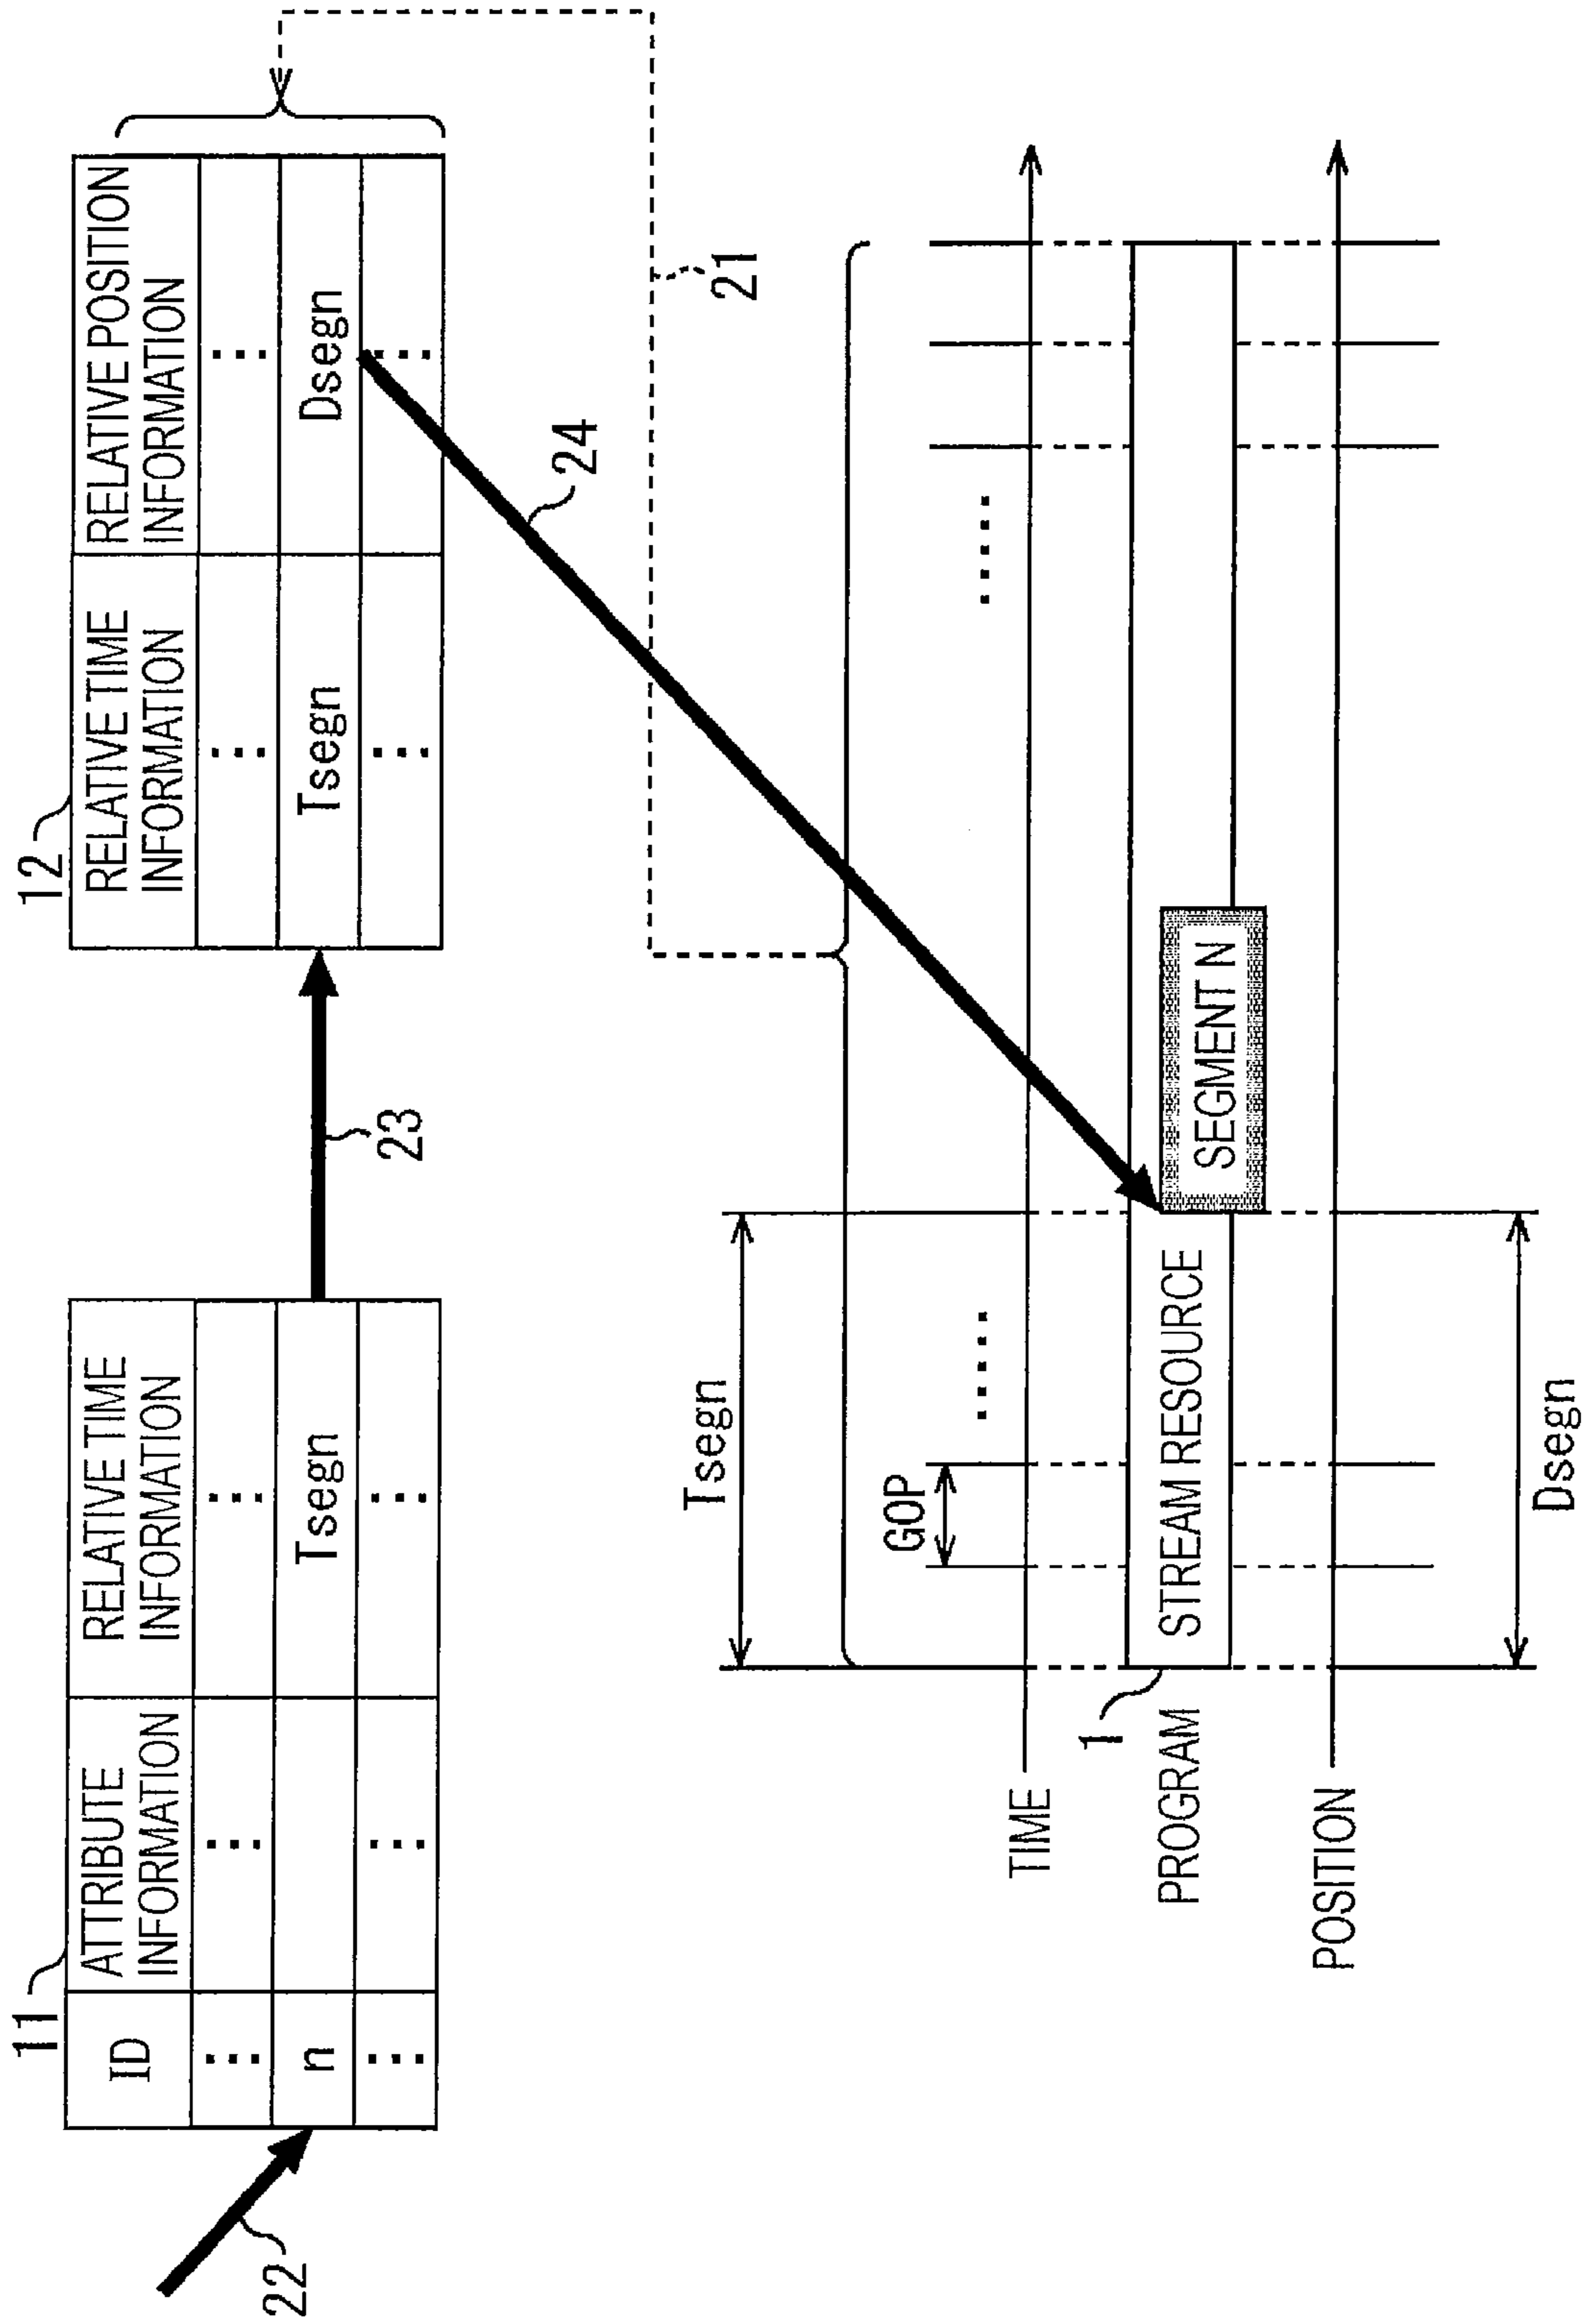 11
ID
ATTRIBUTE
INFORMATION
RELATIVE TIME
INFORMATION
...
...
...
n
Tsegn
...
...
...
22
23
12
RELATIVE TIME
INFORMATION
RELATIVE POSITION
INFORMATION
...
...
Tsegn
Dsegn
...
...
24
21
Tsegn
GOP
.....
.....
TIME
1
PROGRAM
STREAM RESOURCE
SEGMENT N
POSITION
Dsegn